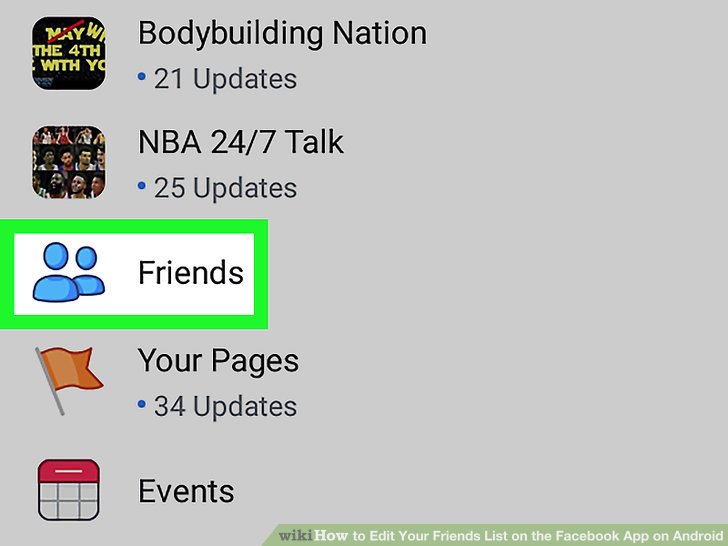 MAY
THE 4TH
WITH YO
Bodybuilding Nation
• 21 Updates
NBA 24/7 Talk
• 25 Updates
Friends
Your Pages
• 34 Updates
Events
wikiHow to Edit Your Friends List on the Facebook App on Android